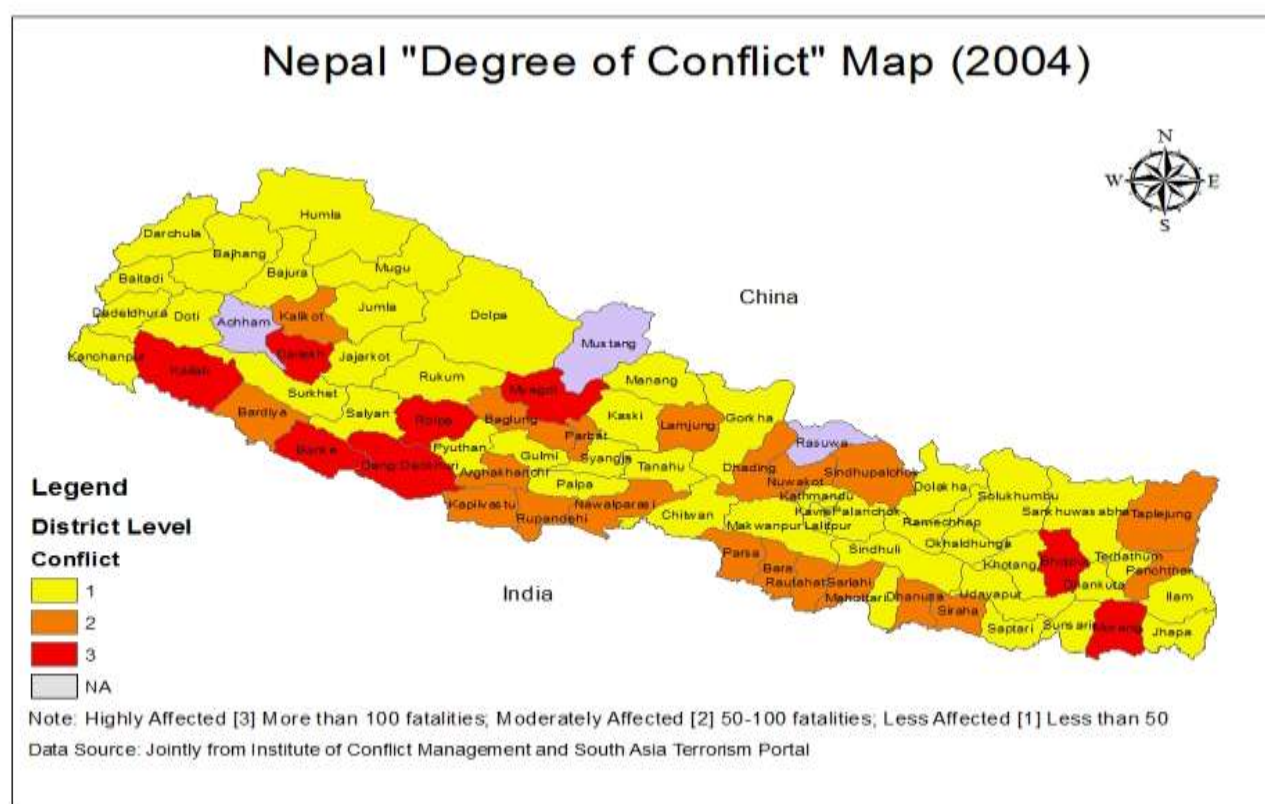 Nepal "Degree of Conflict" Map (2004)
N
W E
S
Humla
Darchula
Bajhang
Mugu
Bajura
Baitadi
China
Dadeldhura
Doti
Achham
Kalikot
Jumla
Dolpa
Mustang
Kanchanpur
Kailali
Dailekh
Jajarkot
Rukum
Manang
Surkhet
Myagdi
Gorkha
Bardiya
Salyan
Rolpa
Baglung
Kaski
Lamjung
Parbat
Rasuwa
Banke
Pyuthan
Gulmi
Syangja
Dang Deokhuri
Arghakhanchi
Tanahu
Dhading
Sindhupalchok
Nuwakot
Dolakha
Palpa
Kathmandu
Solukhumbu
Kapilvastu
Nawalparasi
Chitwan
Kavre Palanchok
Sankhuwasabha
Taplejung
Rupandehi
Makwanpur
Lalitpur
Ramechhap
Okhaldhunga
Sindhuli
Khotang
Bhojpur
Terhathum
Panchthar
Parsa
Bara
Rautahat
Sarlahi
Mahottari
Dhanusa
Siraha
Udayapur
Dhankuta
Ilam
Saptari
Sunsari
Morang
Jhapa
India
Legend
District Level
Conflict
1
2
3
NA
Note: Highly Affected [3] More than 100 fatalities; Moderately Affected [2] 50-100 fatalities; Less Affected [1] Less than 50
Data Source: Jointly from Institute of Conflict Management and South Asia Terrorism Portal